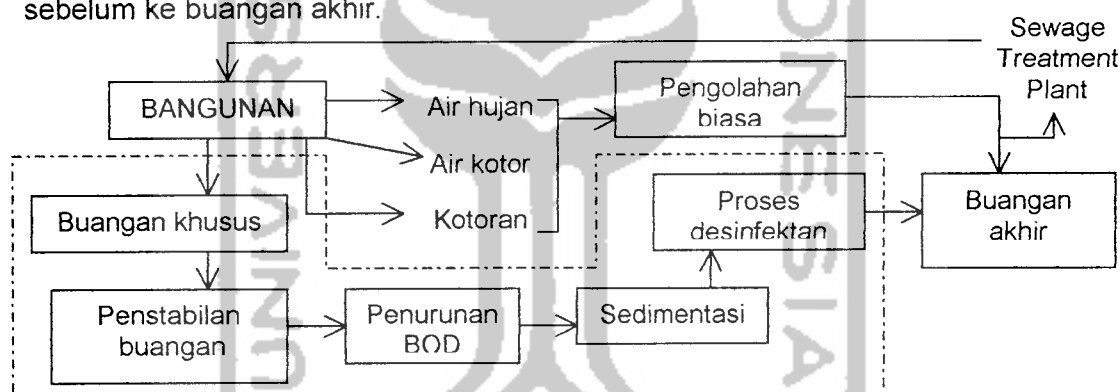 sebelum ke buangan akhir.
Sewage
Treatment
Plant
BANGUNAN
Air hujan
Air kotor
Kotoran
Pengolahan
biasa
Buangan khusus
Proses
desinfektan
Buangan
akhir
Penstabilan
buangan
Penurunan
BOD
Sedimentasi